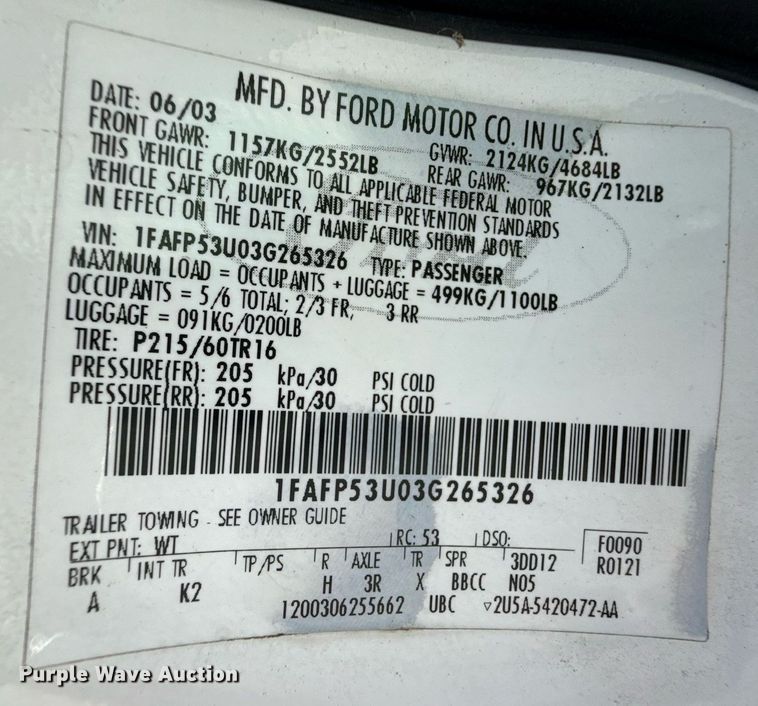 MFD. BY FORD MOTOR CO. IN U.S.A.
DATE: 06/03
GVWR: 2124KG/4684LB
FRONT GAWR: 1157KG/2552LB
REAR GAWR: 967KG/2132LB
THIS VEHICLE CONFORMS TO ALL APPLICABLE FEDERAL MOTOR
VEHICLE SAFETY, BUMPER, AND THEFT PREVENTION STANDARDS
IN EFFECT ON THE DATE OF MANUFACTURE SHOWN ABOVE.
VIN: 1FAFP53U03G265326 TYPE: PASSENGER
MAXIMUM LOAD = OCCUPANTS + LUGGAGE = 499KG/1100LB
OCCUPANTS = 5/6 TOTAL; 2/3 FR, 3 RR
LUGGAGE = 091KG/0200LB
TIRE: P215/60TR16
PRESSURE(FR): 205 kPa/30 PSI COLD
PRESSURE(RR): 205 kPa/30 PSI COLD
1FAFP53U03G265326
TRAILER TOWING - SEE OWNER GUIDE
EXT PNT: WT RC: 53 DSO: F0090
R0121
BRK INT TR TP/PS R AXLE TR SPR 3DD12
A K2 H 3R X BBCC N05
1200306255662 UBC ▽2U5A-5420472-AA
Ford
Purple Wave Auction